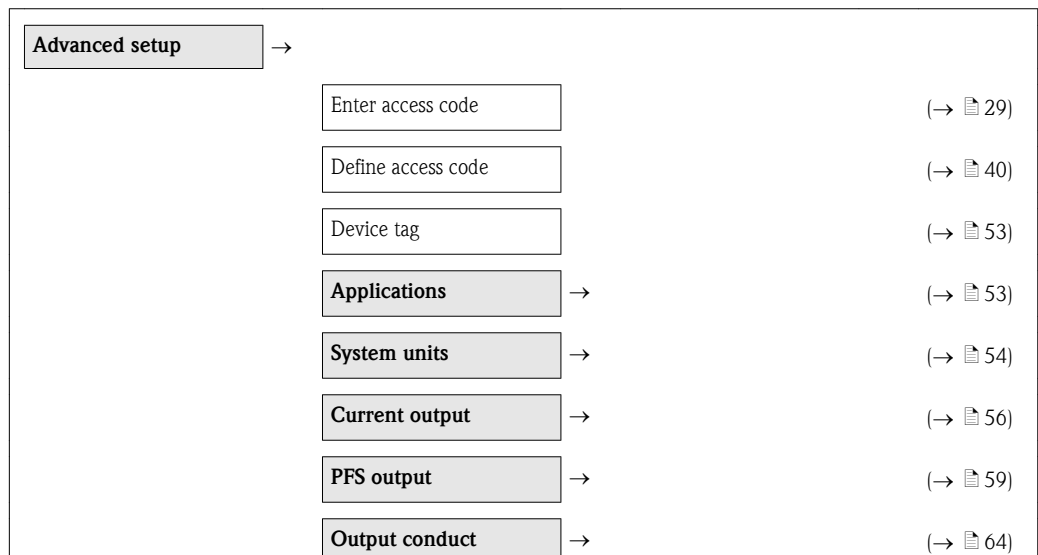 Advanced setup →
Enter access code (→ 🖹 29)
Define access code (→ 🖹 40)
Device tag (→ 🖹 53)
Applications → (→ 🖹 53)
System units → (→ 🖹 54)
Current output → (→ 🖹 56)
PFS output → (→ 🖹 59)
Output conduct → (→ 🖹 64)